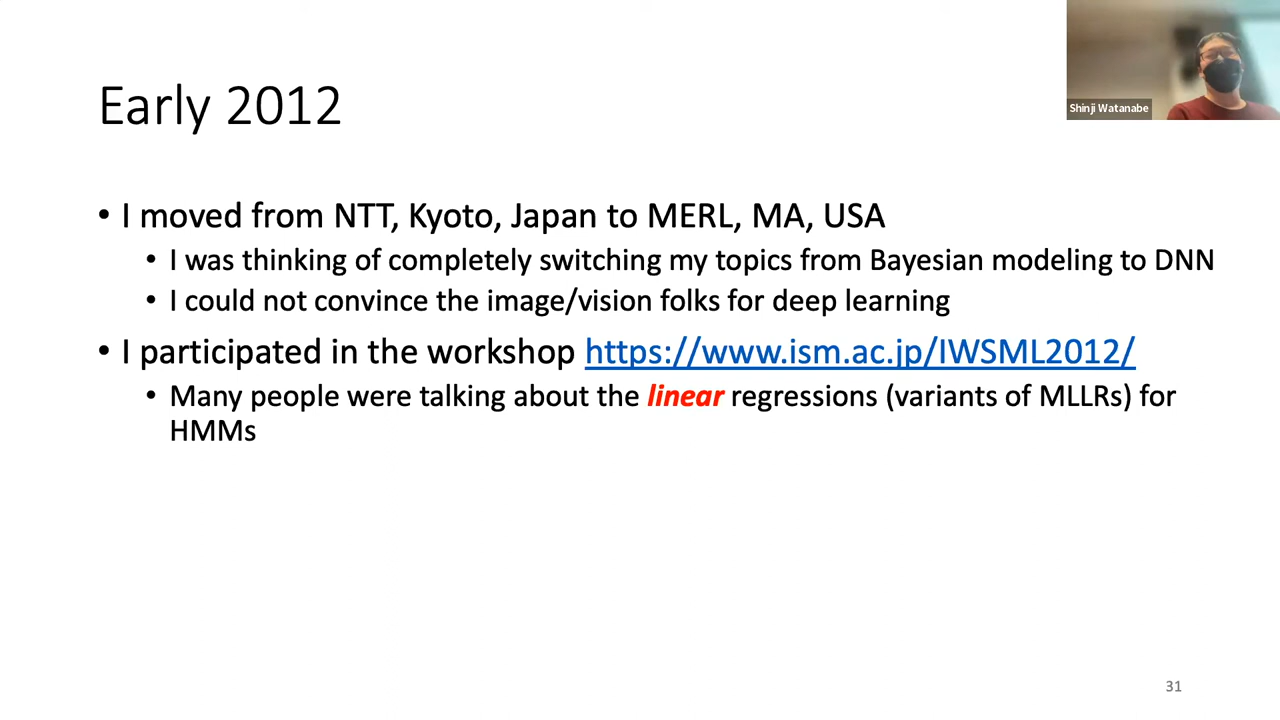 Shinji Watanabe
Early 2012
• I moved from NTT, Kyoto, Japan to MERL, MA, USA
• I was thinking of completely switching my topics from Bayesian modeling to DNN
• I could not convince the image/vision folks for deep learning
• I participated in the workshop https://www.ism.ac.jp/IWSML2012/
• Many people were talking about the linear regressions (variants of MLLRs) for
HMMs
31